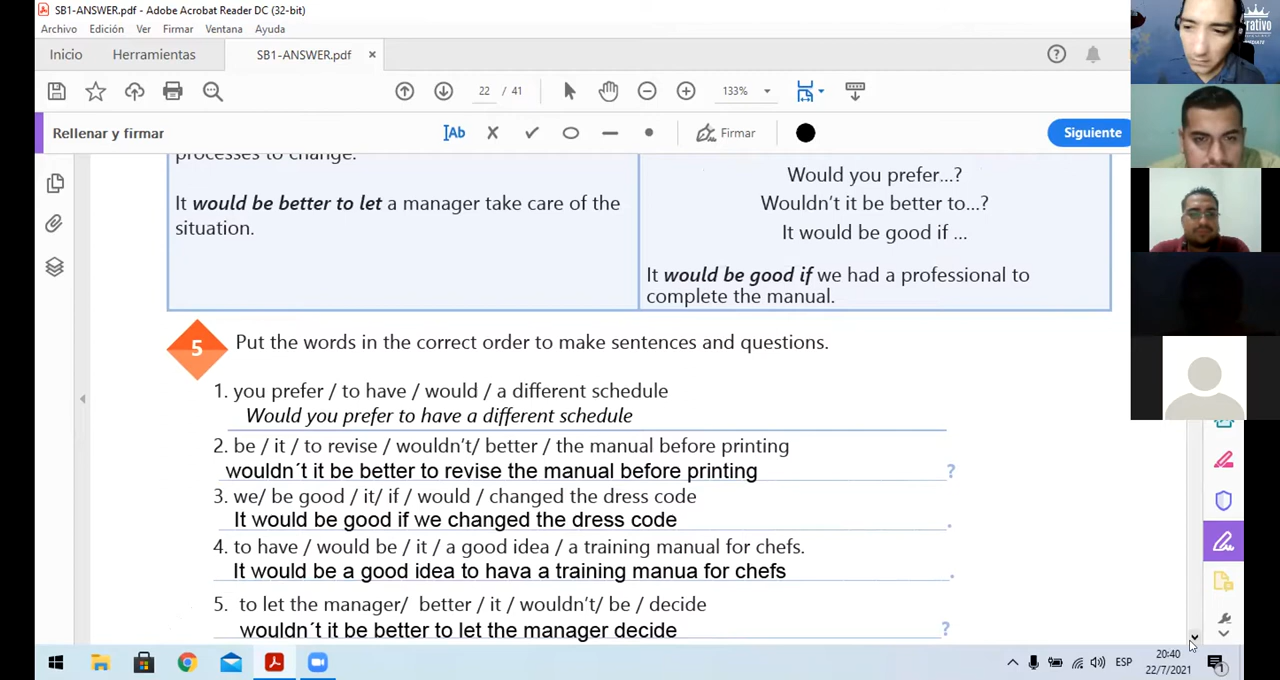 SB1-ANSWER.pdf - Adobe Acrobat Reader DC (32-bit)
Archivo Edición Ver Firmar Ventana Ayuda
Inicio Herramientas SB1-ANSWER.pdf ×
22 / 41 133%
Rellenar y firmar Firmar Siguiente
processes to change.
It would be better to let a manager take care of the
situation.
Would you prefer...?
Wouldn't it be better to...?
It would be good if ...
It would be good if we had a professional to
complete the manual.
5 Put the words in the correct order to make sentences and questions.
1. you prefer / to have / would / a different schedule
Would you prefer to have a different schedule
2. be / it / to revise / wouldn't/ better / the manual before printing
wouldn´t it be better to revise the manual before printing ?
3. we/ be good / it/ if / would / changed the dress code
It would be good if we changed the dress code .
4. to have / would be / it / a good idea / a training manual for chefs.
It would be a good idea to hava a training manua for chefs .
5. to let the manager/ better / it / wouldn't/ be / decide
wouldn´t it be better to let the manager decide ?
ESP
20:40
22/7/2021
1